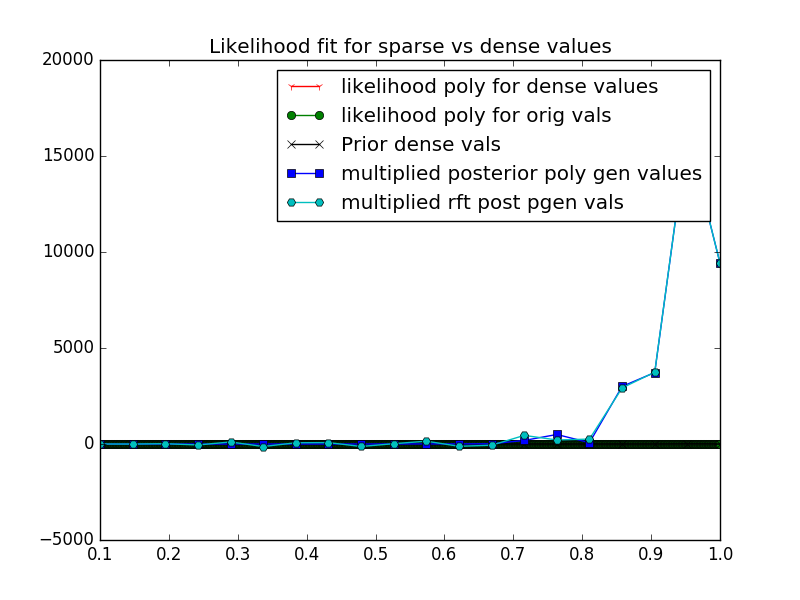 Likelihood fit for sparse vs dense values
20000
15000
10000
5000
0
−5000
likelihood poly for dense values
likelihood poly for orig vals
Prior dense vals
multiplied posterior poly gen values
multiplied rft post pgen vals
0.1 0.2 0.3 0.4 0.5 0.6 0.7 0.8 0.9 1.0